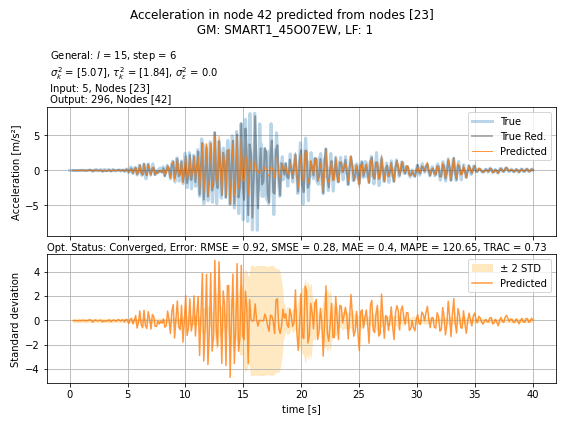 Acceleration in node 42 predicted from nodes [23]
GM: SMART1_45O07EW, LF: 1
General: l = 15, step = 6
σ²ₖ = [5.07], τ²ₖ = [1.84], σ²ε = 0.0
Input: 5, Nodes [23]
Output: 296, Nodes [42]
True
True Red.
Predicted
Acceleration [m/s²]
5
0
−5
Opt. Status: Converged, Error: RMSE = 0.92, SMSE = 0.28, MAE = 0.4, MAPE = 120.65, TRAC = 0.73
± 2 STD
Predicted
Standard deviation
4
2
0
−2
−4
0 5 10 15 20 25 30 35 40
time [s]